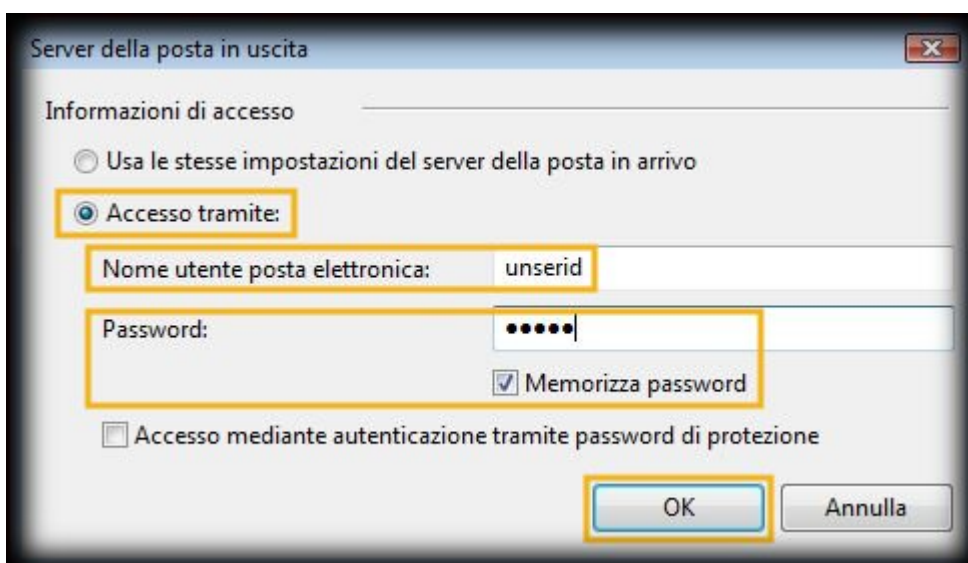 Server della posta in uscita
Informazioni di accesso
Usa le stesse impostazioni del server della posta in arrivo
Accesso tramite:
Nome utente posta elettronica: unserid
Password: •••••
Memorizza password
Accesso mediante autenticazione tramite password di protezione
OK Annulla